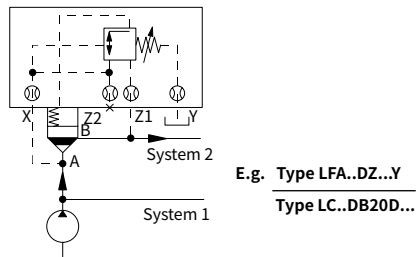 X
Z2
Z1
Y
B
A
System 2
System 1
E.g. Type LFA..DZ...Y
Type LC..DB20D...